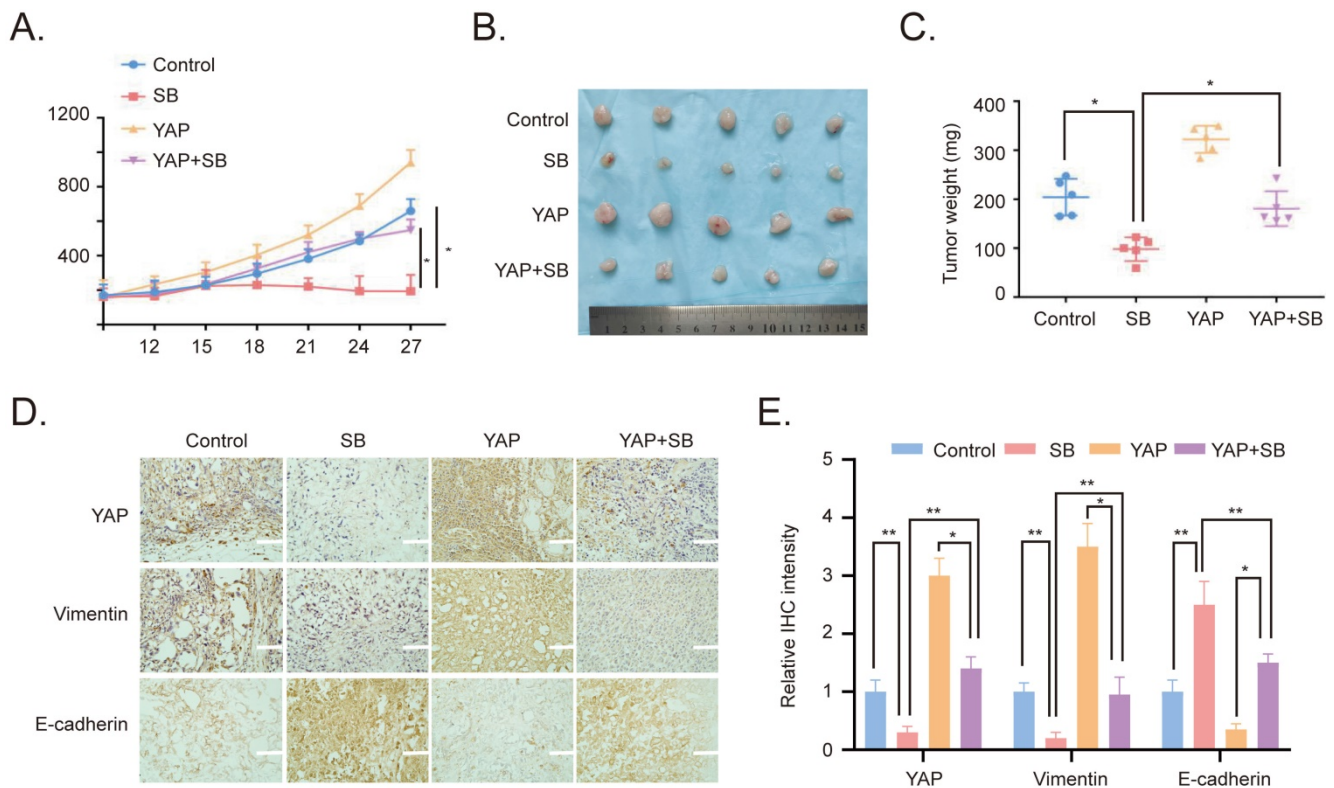 A.
Control
SB
YAP
YAP+SB
1200
800
400
12 15 18 21 24 27
*
*
B.
Control
SB
YAP
YAP+SB
1 2 3 4 5 6 7 8 9 10 11 12 13 14 15
C.
Tumor weight (mg)
400
300
200
100
0
* *
Control SB YAP YAP+SB
D.
Control SB YAP YAP+SB
YAP
Vimentin
E-cadherin
E.
Control SB YAP YAP+SB
Relative IHC intensity
5
4
3
2
1
0
** ** *
** ** *
** ** *
YAP Vimentin E-cadherin